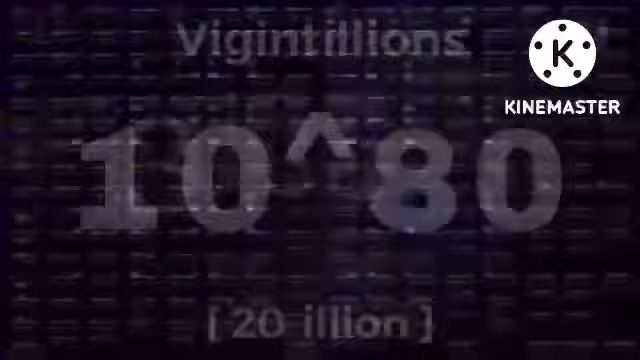 Vigintillions
K
KINEMASTER
10^80
[ 20 illion ]